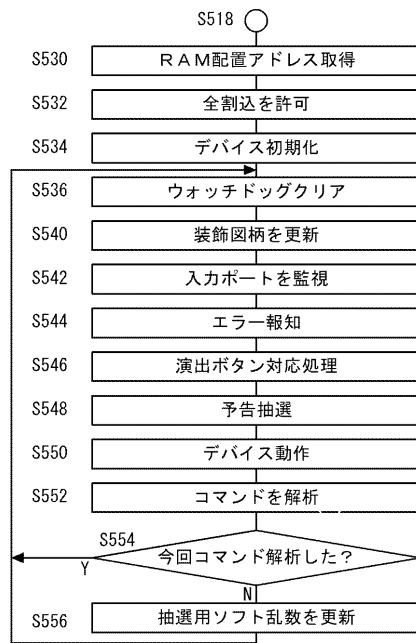 S518
S530 RAM配置アドレス取得
S532 全割込を許可
S534 デバイス初期化
S536 ウォッチドッグクリア
S540 装飾図柄を更新
S542 入力ポートを監視
S544 エラー報知
S546 演出ボタン対応処理
S548 予告抽選
S550 デバイス動作
S552 コマンドを解析
S554
今回コマンド解析した？
Y
N
S556 抽選用ソフト乱数を更新